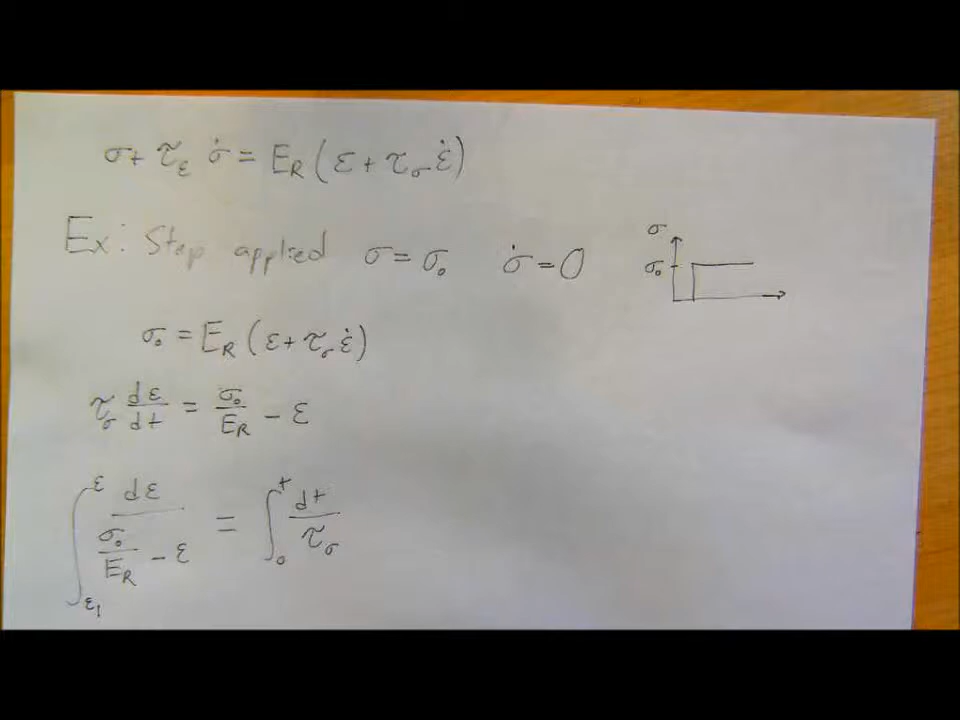 σ + τ_ε σ̇ = E_R (ε + τ_σ ε̇)
Ex: Step applied σ = σ₀ σ̇ = 0
σ
σ₀
σ₀ = E_R (ε + τ_σ ε̇)
τ_σ dε/dt = σ₀/E_R - ε
∫_{ε₁}^{ε} dε/(σ₀/E_R - ε) = ∫_0^t dt/τ_σ